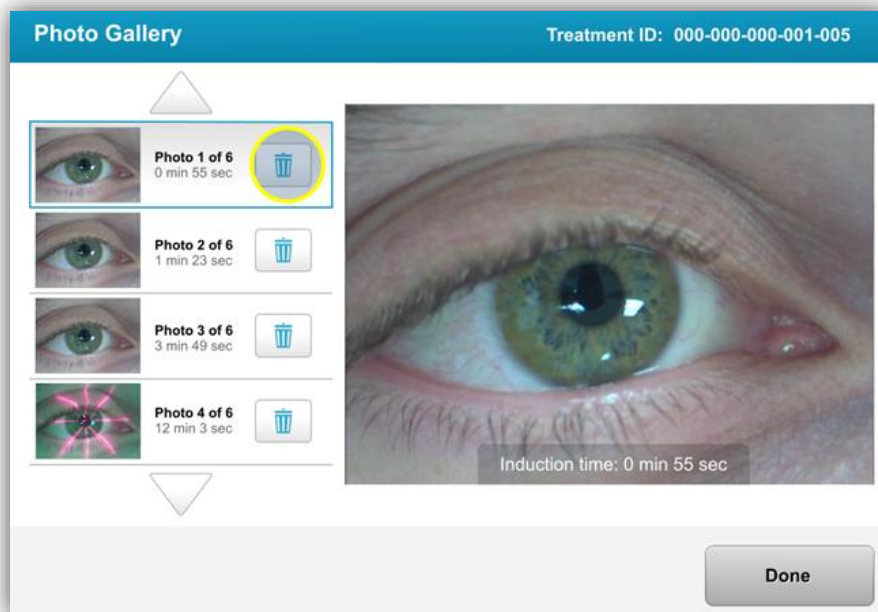 Photo Gallery
Treatment ID: 000-000-000-001-005
Photo 1 of 6
0 min 55 sec
Photo 2 of 6
1 min 23 sec
Photo 3 of 6
3 min 49 sec
Photo 4 of 6
12 min 3 sec
Induction time: 0 min 55 sec
Done